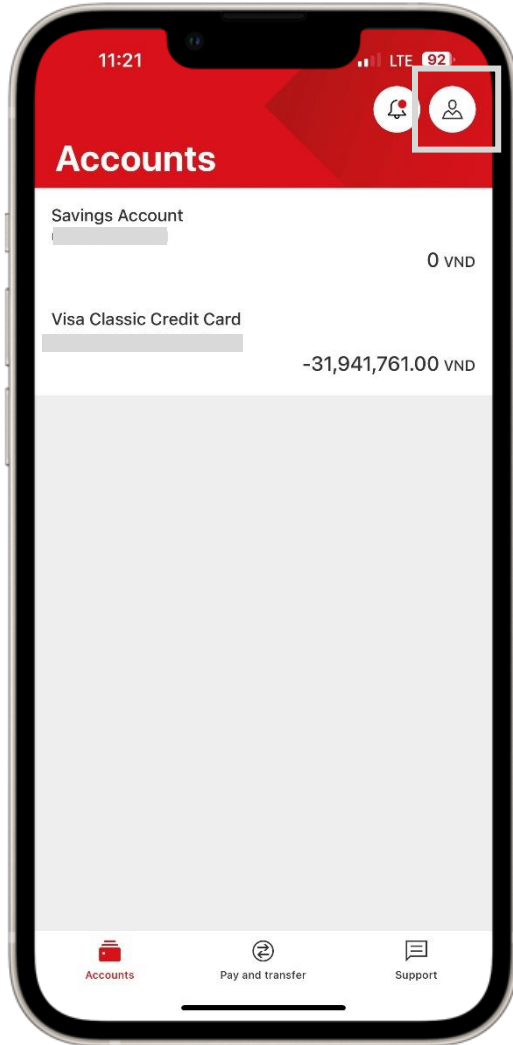 11:21 LTE 92
Accounts
Savings Account
0 VND
Visa Classic Credit Card
-31,941,761.00 VND
Accounts Pay and transfer Support